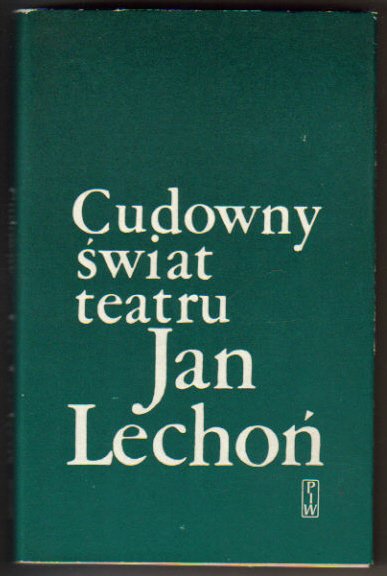 Cudowny
świat
teatru
Jan
Lechoń
PIW